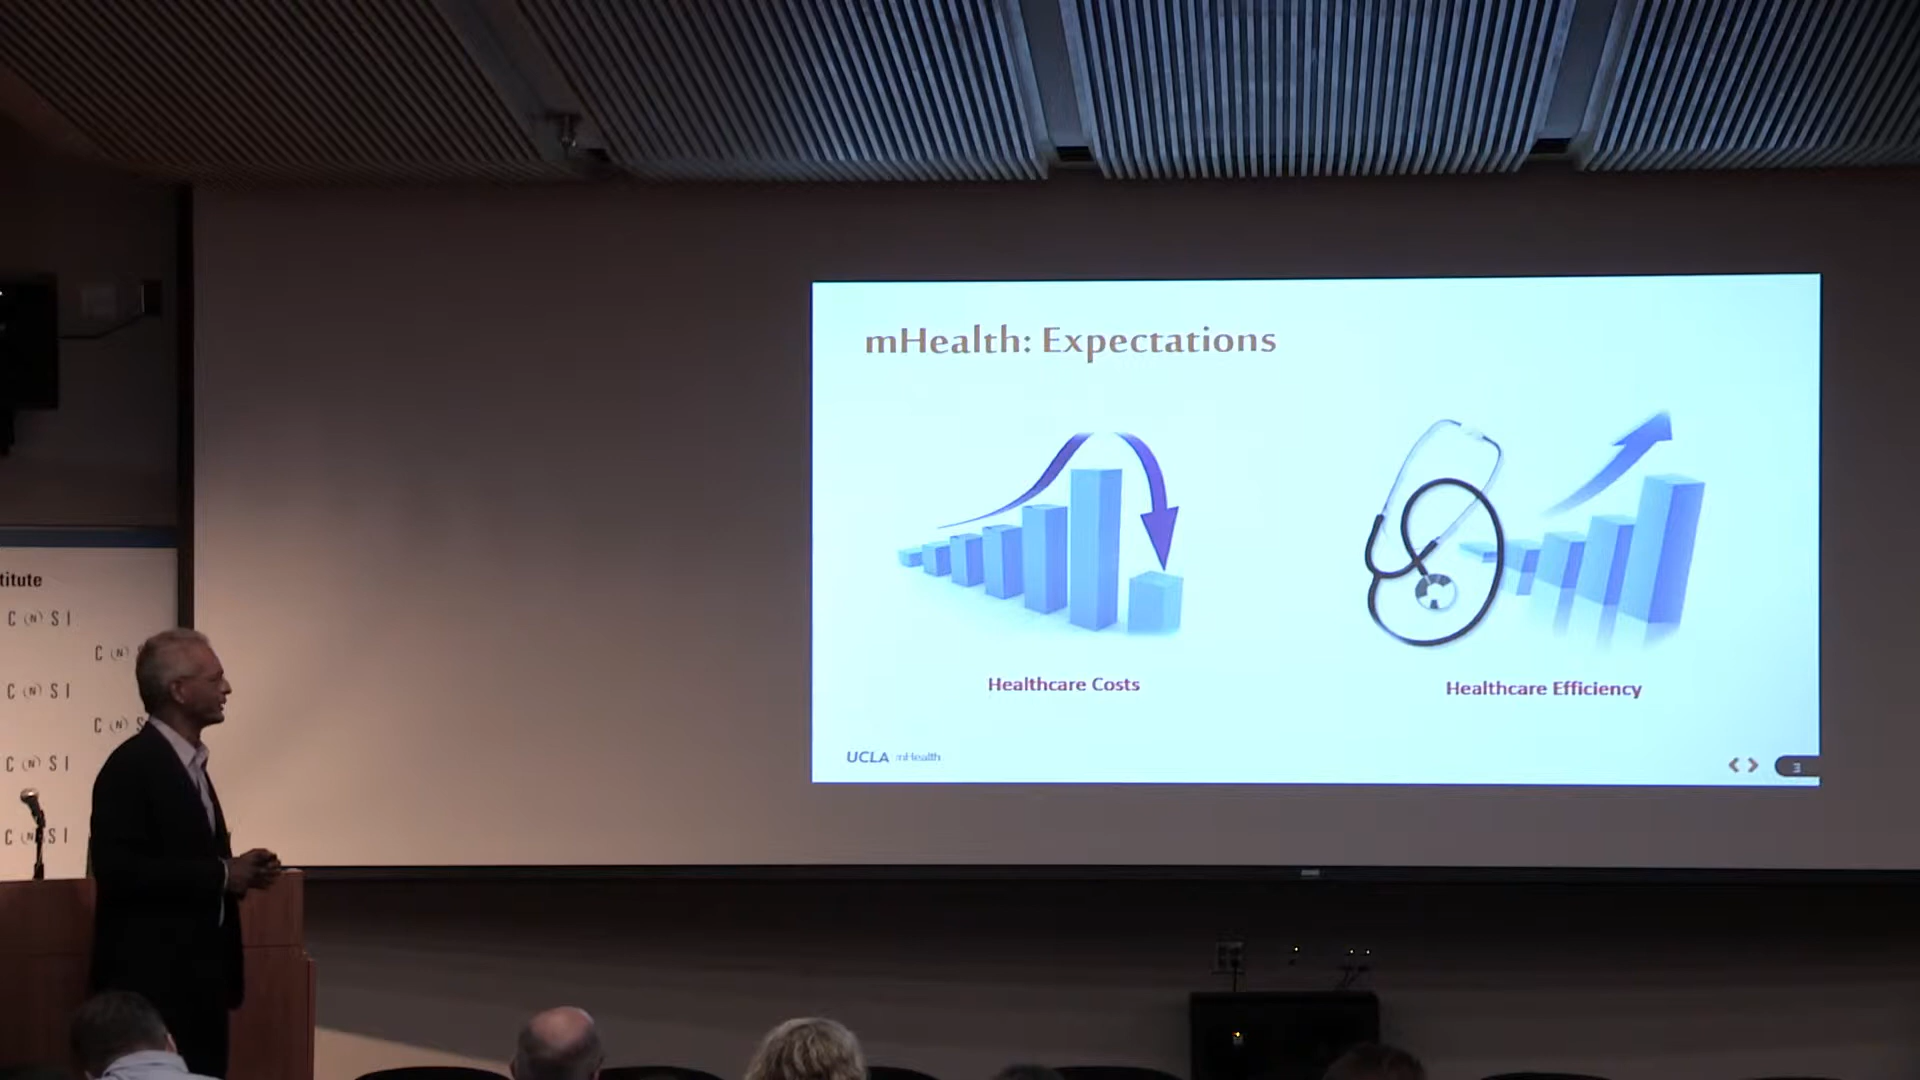 mHealth: Expectations
Healthcare Costs
Healthcare Efficiency
UCLA mHealth
3
titute
C (N) S I
C (N)
C (N) S I
C (N) S
C (N) S I
C (N) S I